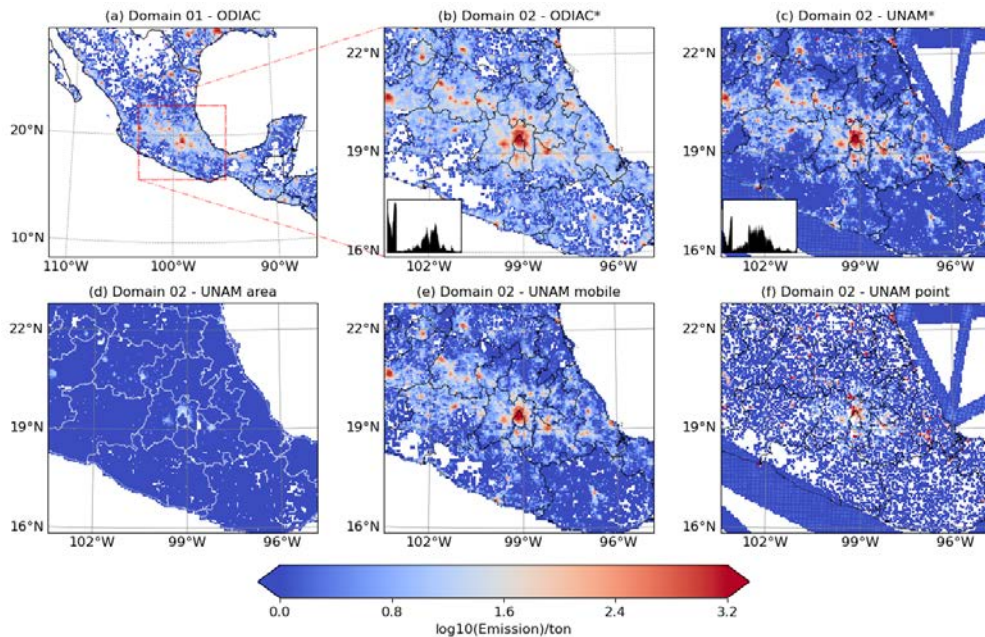 (a) Domain 01 - ODIAC
(b) Domain 02 - ODIAC*
(c) Domain 02 - UNAM*
20°N
10°N
110°W 100°W 90°W
22°N
19°N
16°N
102°W 99°W 96°W
22°N
19°N
16°N
102°W 99°W 96°W
(d) Domain 02 - UNAM area
(e) Domain 02 - UNAM mobile
(f) Domain 02 - UNAM point
22°N
19°N
16°N
102°W 99°W 96°W
22°N
19°N
16°N
102°W 99°W 96°W
22°N
19°N
16°N
102°W 99°W 96°W
0.0 0.8 1.6 2.4 3.2
log10(Emission)/ton